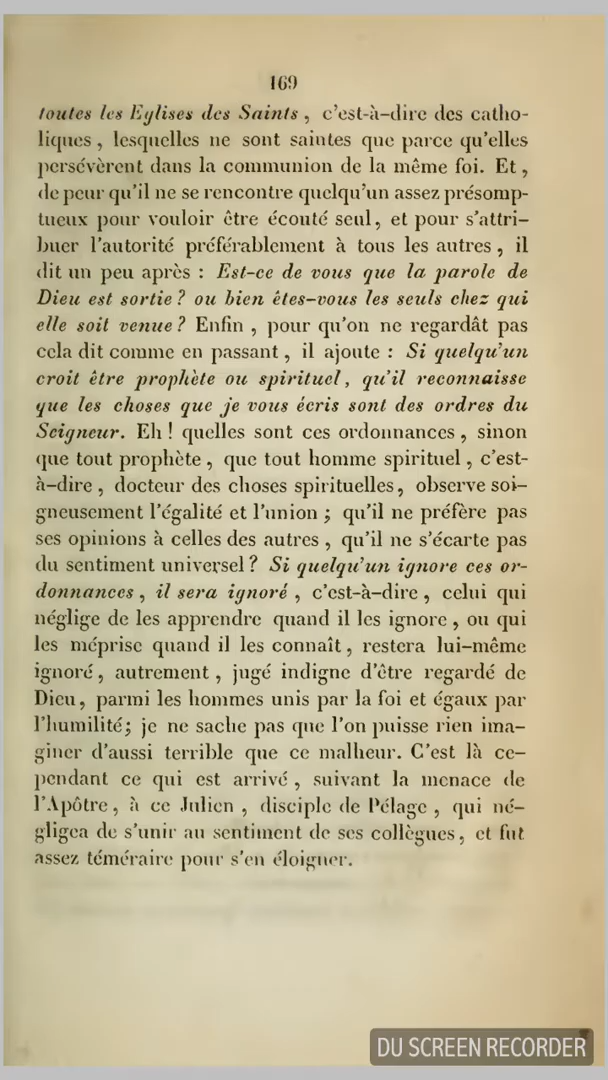 169
toutes les Eglises des Saints, c'est-à-dire des catho-
liques, lesquelles ne sont saintes que parce qu'elles
persévèrent dans la communion de la même foi. Et,
de peur qu'il ne se rencontre quelqu'un assez présomp-
tueux pour vouloir être écouté seul, et pour s'attri-
buer l'autorité préférablement à tous les autres, il
dit un peu après : Est-ce de vous que la parole de
Dieu est sortie ? ou bien êtes-vous les seuls chez qui
elle soit venue ? Enfin, pour qu'on ne regardât pas
cela dit comme en passant, il ajoute : Si quelqu'un
croit être prophète ou spirituel, qu'il reconnaisse
que les choses que je vous écris sont des ordres du
Seigneur. Eh ! quelles sont ces ordonnances, sinon
que tout prophète, que tout homme spirituel, c'est-
à-dire, docteur des choses spirituelles, observe soi-
gneusement l'égalité et l'union ; qu'il ne préfère pas
ses opinions à celles des autres, qu'il ne s'écarte pas
du sentiment universel ? Si quelqu'un ignore ces or-
donnances, il sera ignoré, c'est-à-dire, celui qui
néglige de les apprendre quand il les ignore, ou qui
les méprise quand il les connaît, restera lui-même
ignoré, autrement, jugé indigne d'être regardé de
Dieu, parmi les hommes unis par la foi et égaux par
l'humilité; je ne sache pas que l'on puisse rien ima-
giner d'aussi terrible que ce malheur. C'est là ce-
pendant ce qui est arrivé, suivant la menace de
l'Apôtre, à ce Julien, disciple de Pélage, qui né-
gligea de s'unir au sentiment de ses collègues, et fut
assez téméraire pour s'en éloigner.
DU SCREEN RECORDER